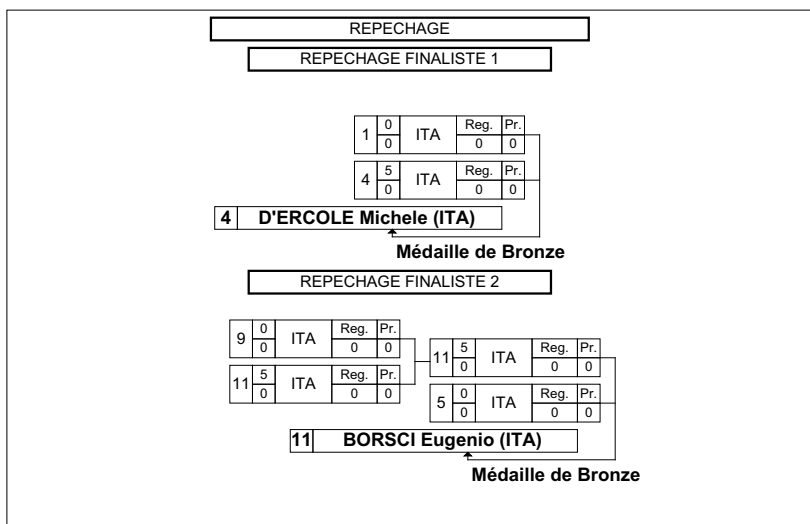 REPECHAGE
REPECHAGE FINALISTE 1
1 0 ITA Reg. Pr.
0 0 0
4 5 ITA Reg. Pr.
0 0 0
4 D'ERCOLE Michele (ITA)
Médaille de Bronze
REPECHAGE FINALISTE 2
9 0 ITA Reg. Pr.
0 0 0
11 5 ITA Reg. Pr.
0 0 0
11 5 ITA Reg. Pr.
0 0 0
5 0 ITA Reg. Pr.
0 0 0
11 BORSCI Eugenio (ITA)
Médaille de Bronze